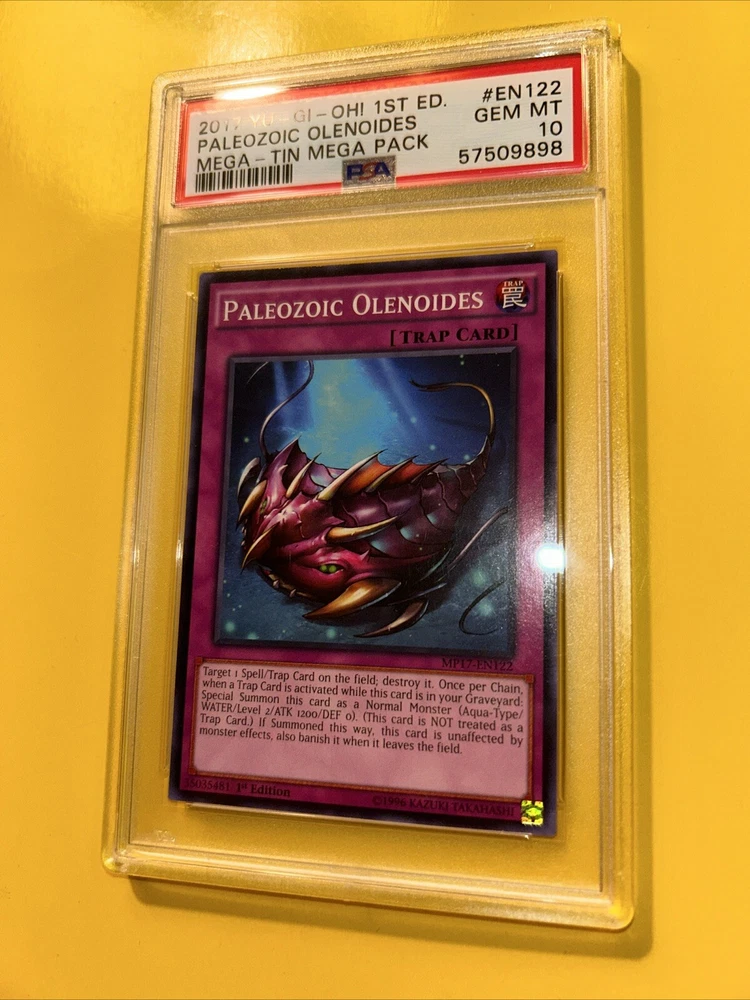 2017 YU-GI-OH! 1ST ED.
#EN122
PALEOZOIC OLENOIDES
GEM MT
MEGA-TIN MEGA PACK
10
PSA
57509898
PALEOZOIC OLENOIDES
TRAP
罠
[TRAP CARD]
MP17-EN122
Target 1 Spell/Trap Card on the field; destroy it. Once per Chain,
when a Trap Card is activated while this card is in your Graveyard:
Special Summon this card as a Normal Monster (Aqua-Type/
WATER/Level 2/ATK 1200/DEF 0). (This card is NOT treated as a
Trap Card.) If Summoned this way, this card is unaffected by
monster effects, also banish it when it leaves the field.
35035481 1st Edition
©1996 KAZUKI TAKAHASHI